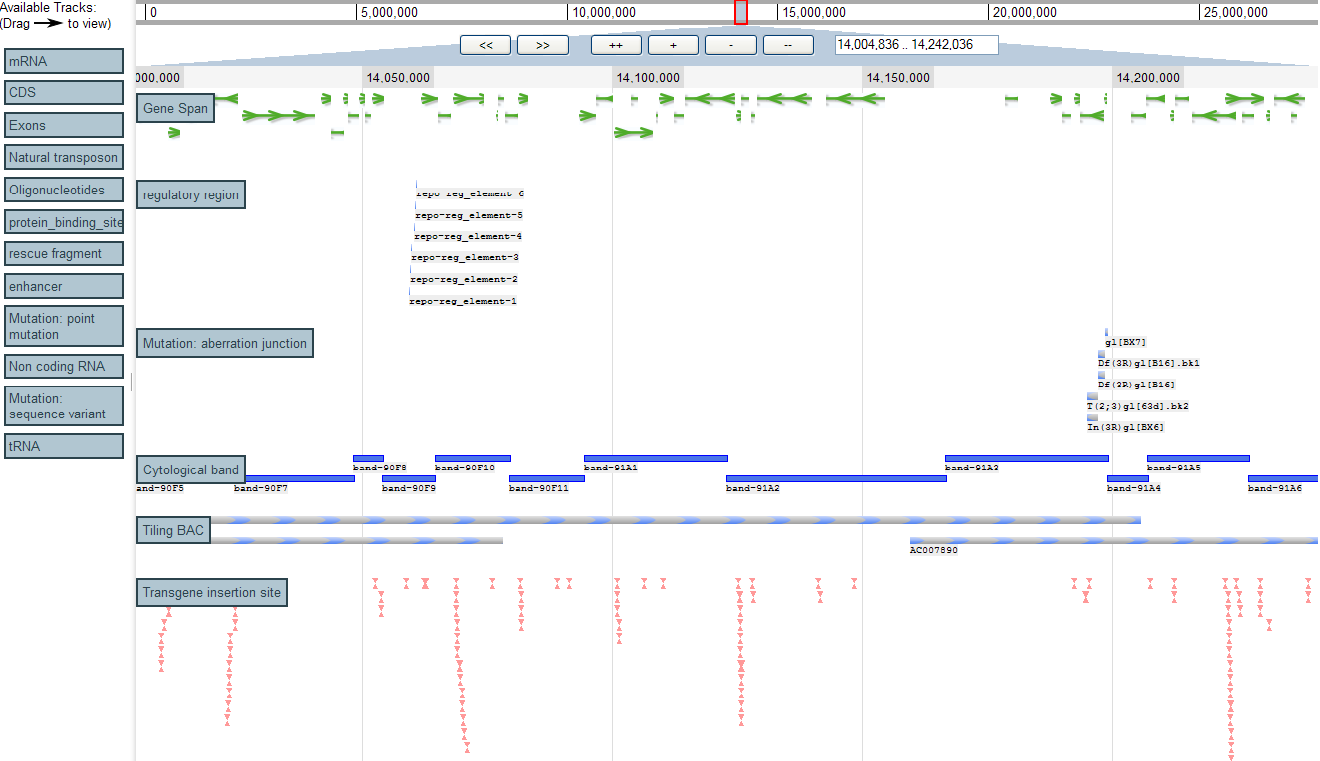 Available Tracks:
(Drag to view)
mRNA
CDS
Exons
Natural transposon
Oligonucleotides
protein_binding_site
rescue fragment
enhancer
Mutation: point
mutation
Non coding RNA
Mutation:
sequence variant
tRNA
0 5,000,000 10,000,000 15,000,000 20,000,000 25,000,000
<< >> ++ + - -- 14,004,836 .. 14,242,036
000,000 14,050,000 14,100,000 14,150,000 14,200,000
Gene Span
regulatory region
repo-reg_element-6
repo-reg_element-5
repo-reg_element-4
repo-reg_element-3
repo-reg_element-2
repo-reg_element-1
Mutation: aberration junction
gl[BX7]
Df(3R)gl[B16].bk1
Df(3R)gl[B16]
T(2;3)gl[63d].bk2
In(3R)gl[BX6]
Cytological band
band-90F8 band-90F10 band-91A1 band-91A3 band-91A5
and-90F5 band-90F7 band-90F9 band-90F11 band-91A2 band-91A4 band-91A6
Tiling BAC
AC007890
Transgene insertion site